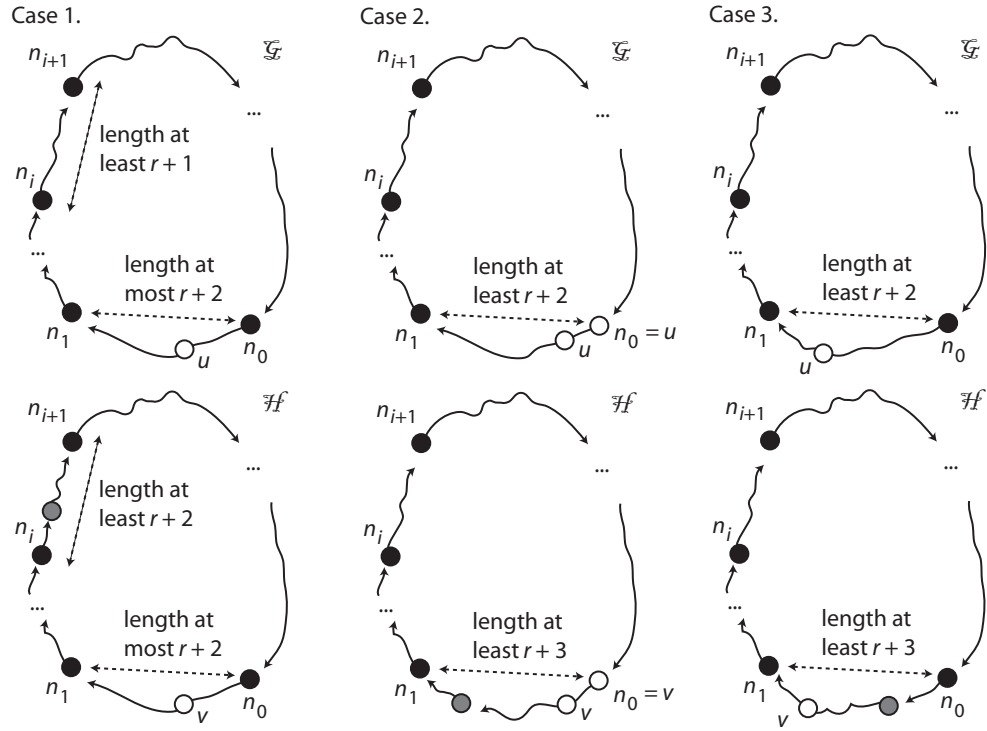 Case 1.
Case 2.
Case 3.
𝒢
n_{i+1}
...
length at
least r + 1
n_i
...
length at
most r + 2
n_1
u
n_0
𝒢
n_{i+1}
...
n_i
...
length at
least r + 2
n_1
u
n_0 = u
𝒢
n_{i+1}
...
n_i
...
length at
least r + 2
n_1
u
n_0
ℋ
n_{i+1}
...
length at
least r + 2
n_i
...
length at
most r + 2
n_1
v
n_0
ℋ
n_{i+1}
...
n_i
...
length at
least r + 3
n_1
v
n_0 = v
ℋ
n_{i+1}
...
n_i
...
length at
least r + 3
n_1
v
n_0